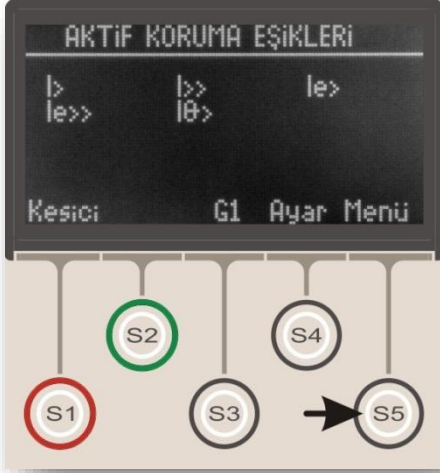 AKTİF KORUMA EŞİKLERİ
I> I>> Ie>
Ie>> Iθ>
Kesici G1 Ayar Menü
S2 S4
S1 S3 S5